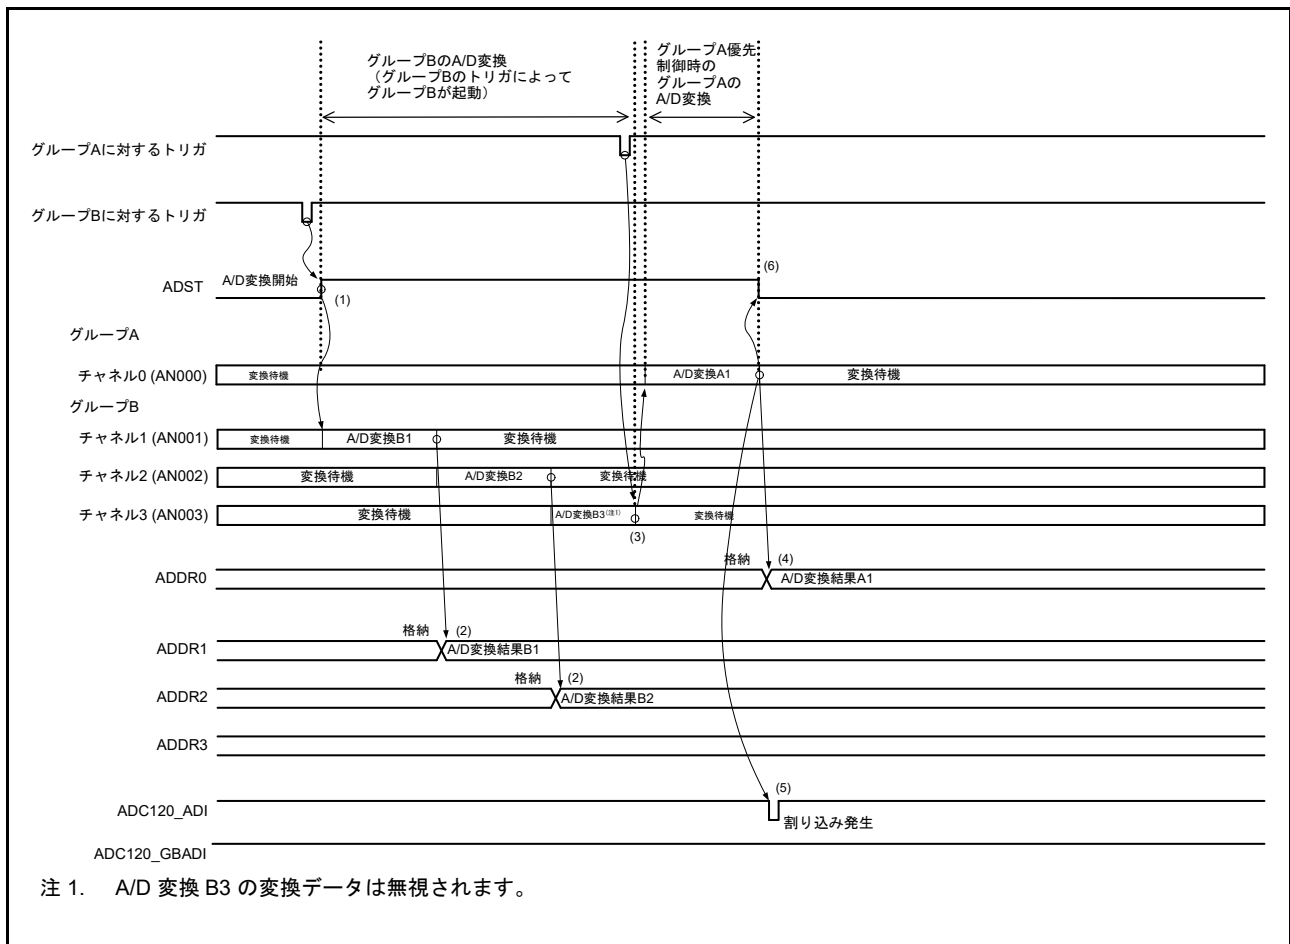 グループBのA/D変換
（グループBのトリガによって
グループBが起動）
グループA優先
制御時の
グループAの
A/D変換
グループAに対するトリガ
グループBに対するトリガ
ADST
A/D変換開始
(1)
(6)
グループA
チャネル0 (AN000)
変換待機
A/D変換A1
変換待機
グループB
チャネル1 (AN001)
変換待機
A/D変換B1
変換待機
チャネル2 (AN002)
変換待機
A/D変換B2
変換待機
チャネル3 (AN003)
変換待機
A/D変換B3(注1)
変換待機
(3)
格納
(4)
ADDR0
A/D変換結果A1
格納
(2)
ADDR1
A/D変換結果B1
格納
(2)
ADDR2
A/D変換結果B2
ADDR3
(5)
ADC120_ADI
割り込み発生
ADC120_GBADI
注 1. A/D 変換 B3 の変換データは無視されます。